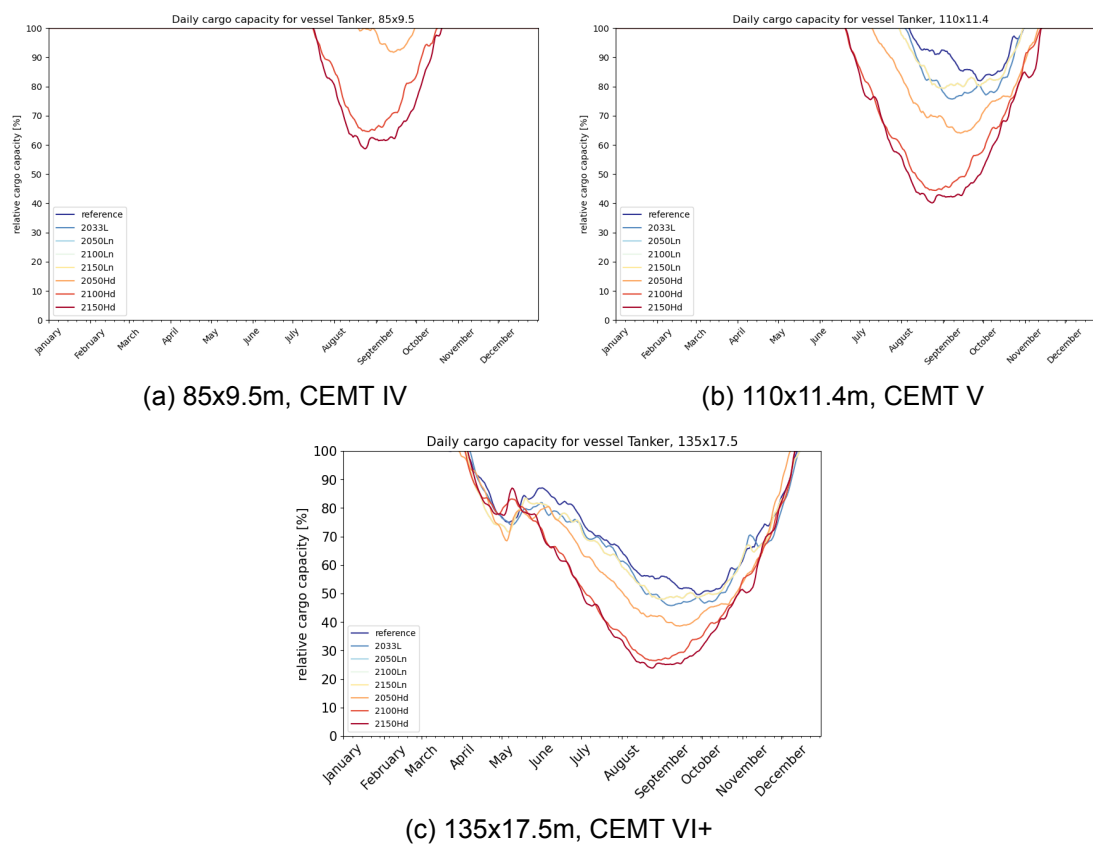 Daily cargo capacity for vessel Tanker, 85x9.5
relative cargo capacity [%]
100
90
80
70
60
50
40
30
20
10
0
reference
2033L
2050Ln
2100Ln
2150Ln
2050Hd
2100Hd
2150Hd
January
February
March
April
May
June
July
August
September
October
November
December
(a) 85x9.5m, CEMT IV
Daily cargo capacity for vessel Tanker, 110x11.4
relative cargo capacity [%]
100
90
80
70
60
50
40
30
20
10
0
reference
2033L
2050Ln
2100Ln
2150Ln
2050Hd
2100Hd
2150Hd
January
February
March
April
May
June
July
August
September
October
November
December
(b) 110x11.4m, CEMT V
Daily cargo capacity for vessel Tanker, 135x17.5
relative cargo capacity [%]
100
90
80
70
60
50
40
30
20
10
0
reference
2033L
2050Ln
2100Ln
2150Ln
2050Hd
2100Hd
2150Hd
January
February
March
April
May
June
July
August
September
October
November
December
(c) 135x17.5m, CEMT VI+